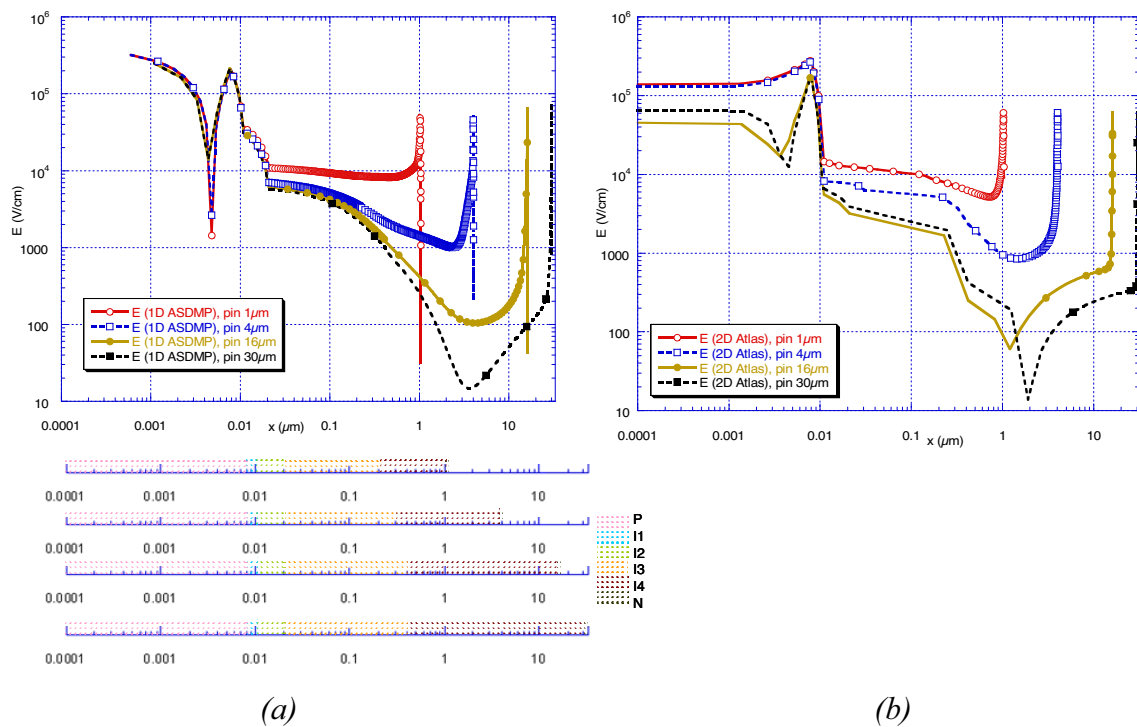 10⁶
10⁵
10⁴
1000
100
10
E (V/cm)
E (1D ASDMP), pin 1µm
E (1D ASDMP), pin 4µm
E (1D ASDMP), pin 16µm
E (1D ASDMP), pin 30µm
0.0001 0.001 0.01 0.1 1 10
x (µm)
10⁶
10⁵
10⁴
1000
100
10
E (V/cm)
E (2D Atlas), pin 1µm
E (2D Atlas), pin 4µm
E (2D Atlas), pin 16µm
E (2D Atlas), pin 30µm
0.0001 0.001 0.01 0.1 1 10
x (µm)
0.0001 0.001 0.01 0.1 1 10
0.0001 0.001 0.01 0.1 1 10
0.0001 0.001 0.01 0.1 1 10
0.0001 0.001 0.01 0.1 1 10
P
I1
I2
I3
I4
N
(a)
(b)